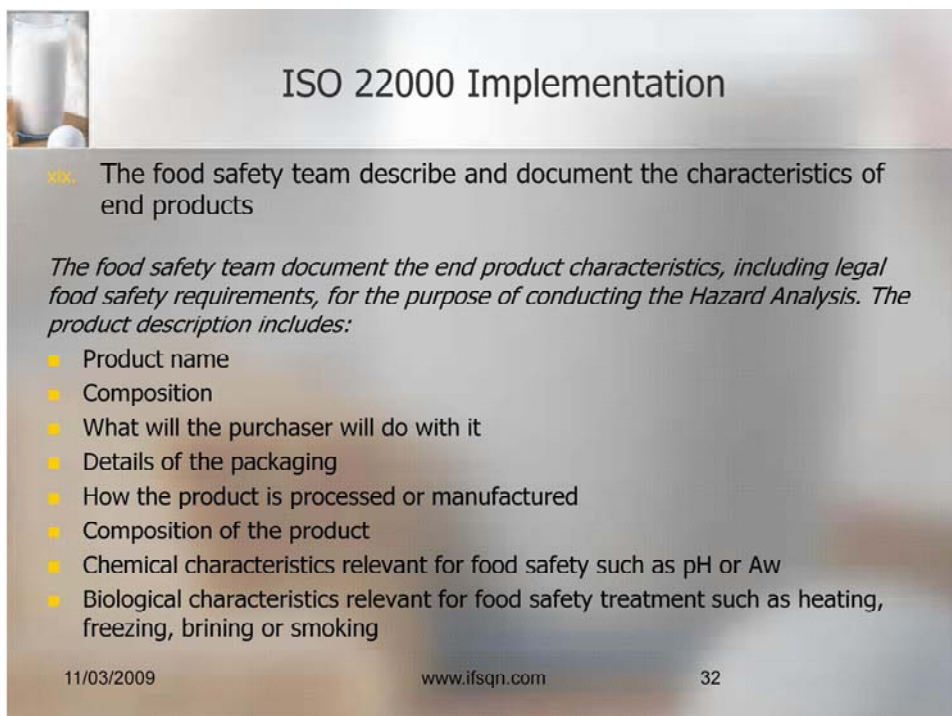 ISO 22000 Implementation
xix. The food safety team describe and document the characteristics of
end products
The food safety team document the end product characteristics, including legal
food safety requirements, for the purpose of conducting the Hazard Analysis. The
product description includes:
Product name
Composition
What will the purchaser will do with it
Details of the packaging
How the product is processed or manufactured
Composition of the product
Chemical characteristics relevant for food safety such as pH or Aw
Biological characteristics relevant for food safety treatment such as heating,
freezing, brining or smoking
11/03/2009 www.ifsqn.com 32